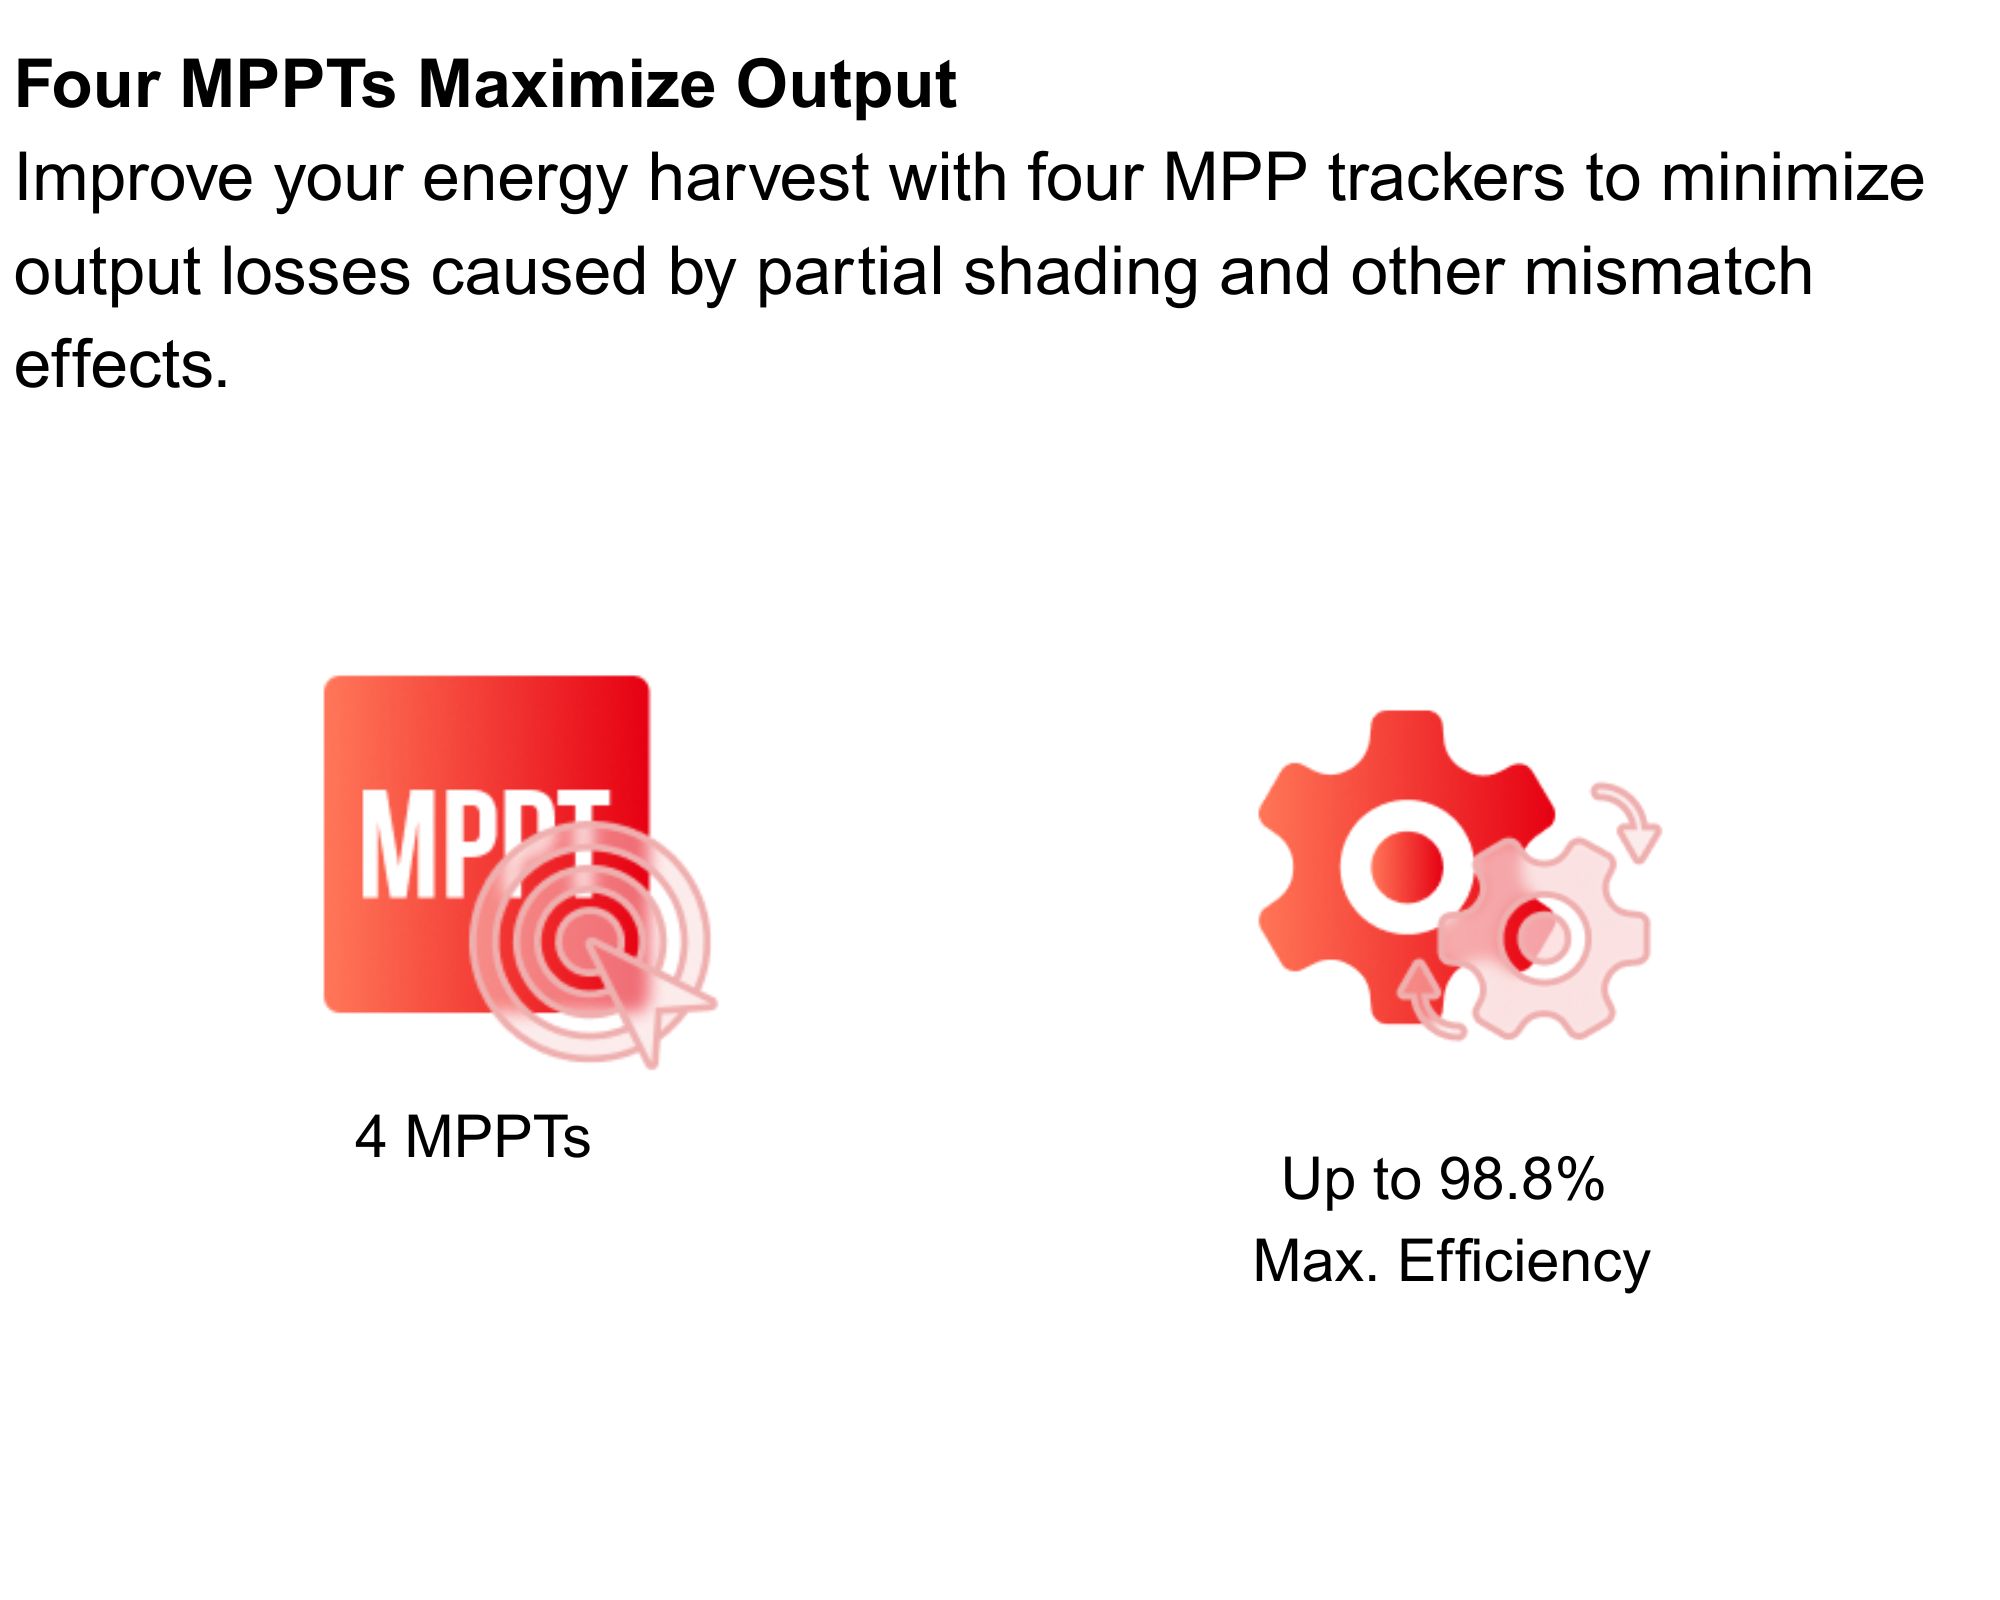 Four MPPTs Maximize Output
Improve your energy harvest with four MPP trackers to minimize
output losses caused by partial shading and other mismatch
effects.
MPPT
4 MPPTs
Up to 98.8%
Max. Efficiency